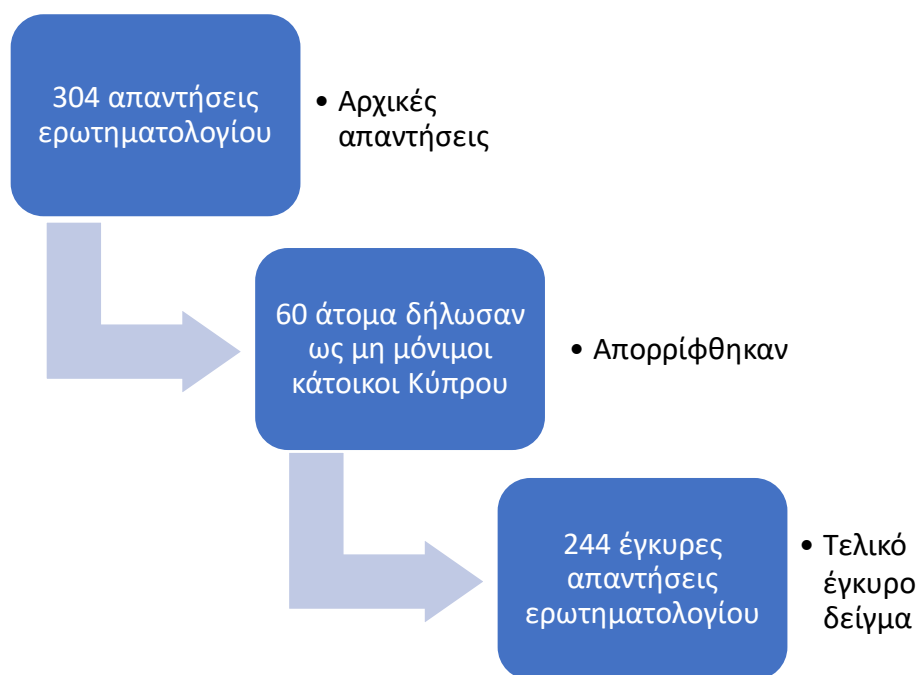 304 απαντήσεις
ερωτηματολογίου
• Αρχικές
απαντήσεις
60 άτομα δήλωσαν
ως μη μόνιμοι
κάτοικοι Κύπρου
• Απορρίφθηκαν
244 έγκυρες
απαντήσεις
ερωτηματολογίου
• Τελικό
έγκυρο
δείγμα